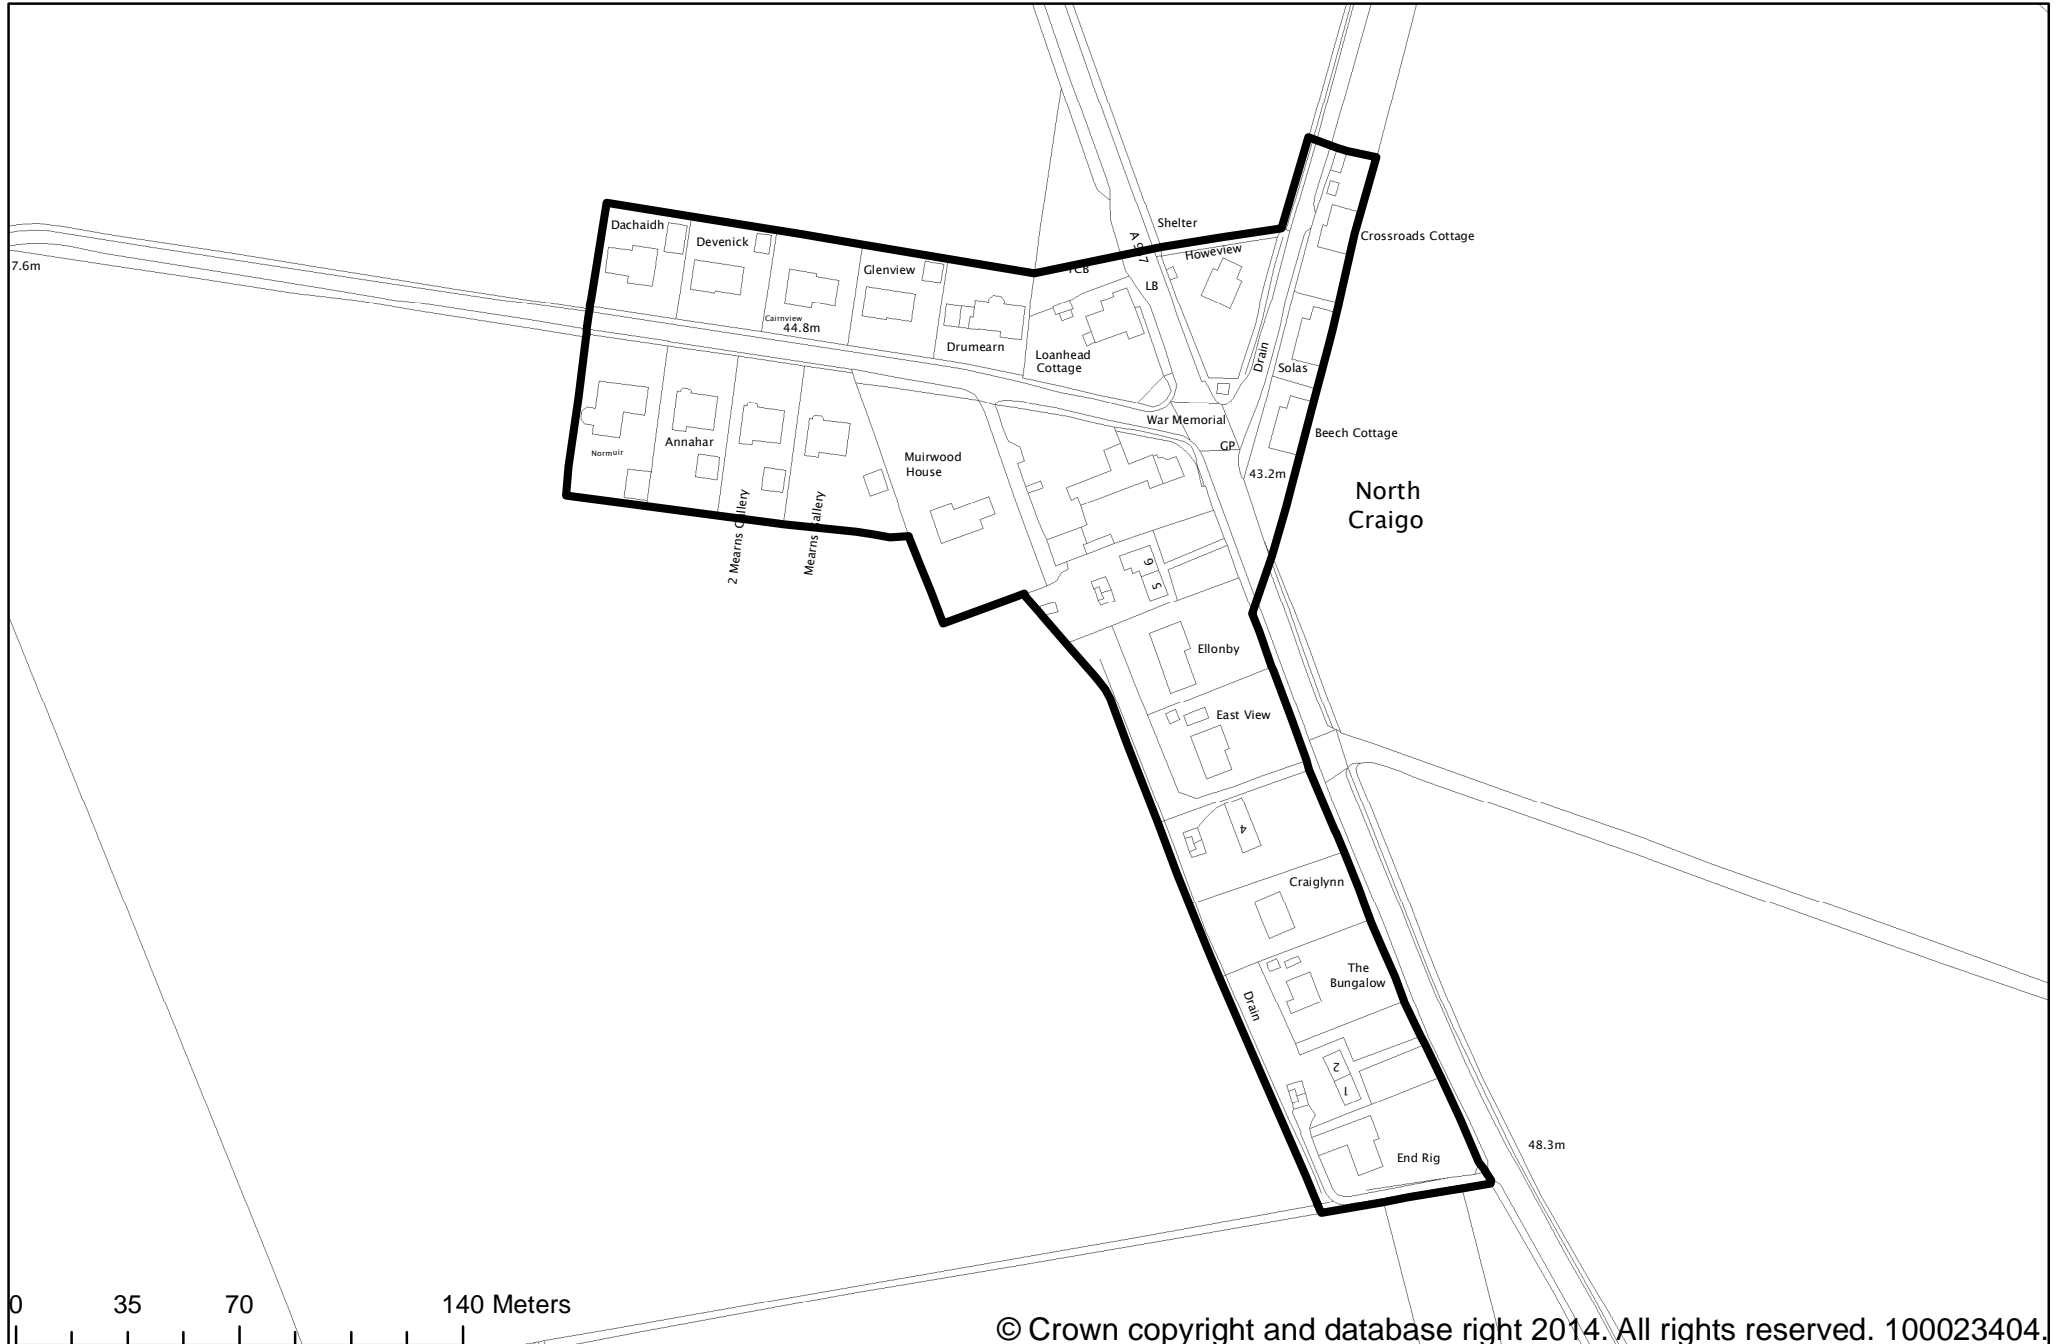 Shelter
Dachaidh
Crossroads Cottage
Devenick
Howeview
7.6m
Glenview
LB
Cairnview
44.8m
Drumearn
Loanhead
Cottage
Drain
Solas
War Memorial
Beech Cottage
Annahar
GP
Normuir
Muirwood
House
43.2m
North
Craigo
2 Mearns Gallery
Mearns Gallery
6
5
Ellonby
East View
4
Craiglynn
The
Bungalow
Drain
2
1
48.3m
End Rig
0 35 70 140 Meters
© Crown copyright and database right 2014. All rights reserved. 100023404.